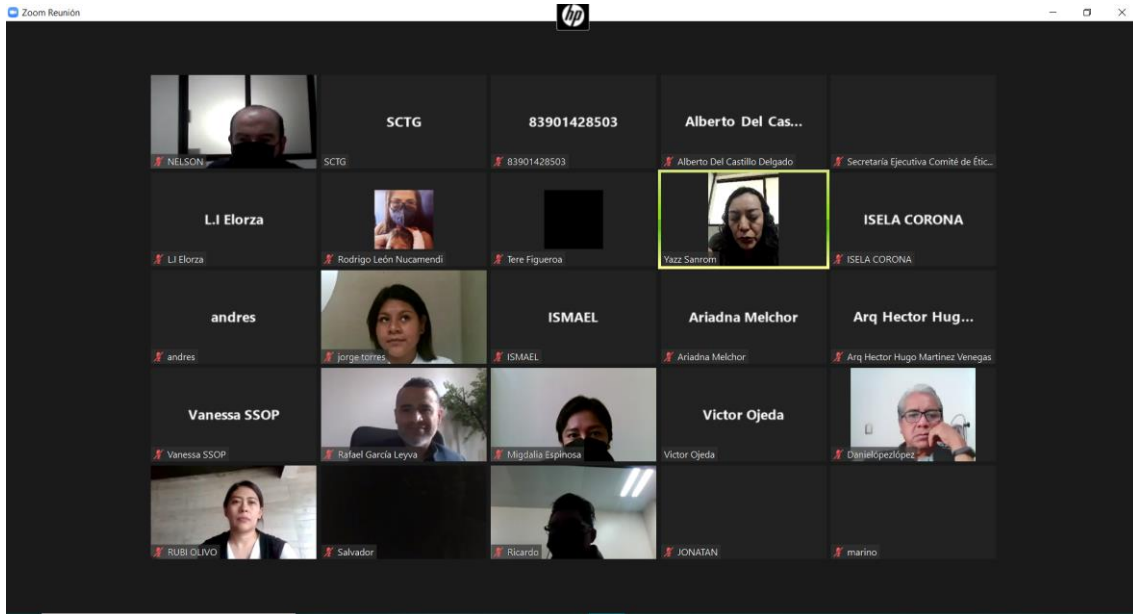 Zoom Reunión
hp
NELSON
SCTG
SCTG
83901428503
83901428503
Alberto Del Cas...
Alberto Del Castillo Delgado
Secretaría Ejecutiva Comité de Étic...
L.I Elorza
L.I Elorza
Rodrigo León Nucamendi
Tere Figueroa
Yazz Sanrom
ISELA CORONA
ISELA CORONA
andres
andres
jorge torres
ISMAEL
ISMAEL
Ariadna Melchor
Ariadna Melchor
Arq Hector Hug...
Arq Hector Hugo Martinez Venegas
Vanessa SSOP
Vanessa SSOP
Rafael García Leyva
Migdalia Espinosa
Victor Ojeda
Victor Ojeda
Danielópezlópez
RUBI OLIVO
Salvador
Ricardo
JONATAN
marino